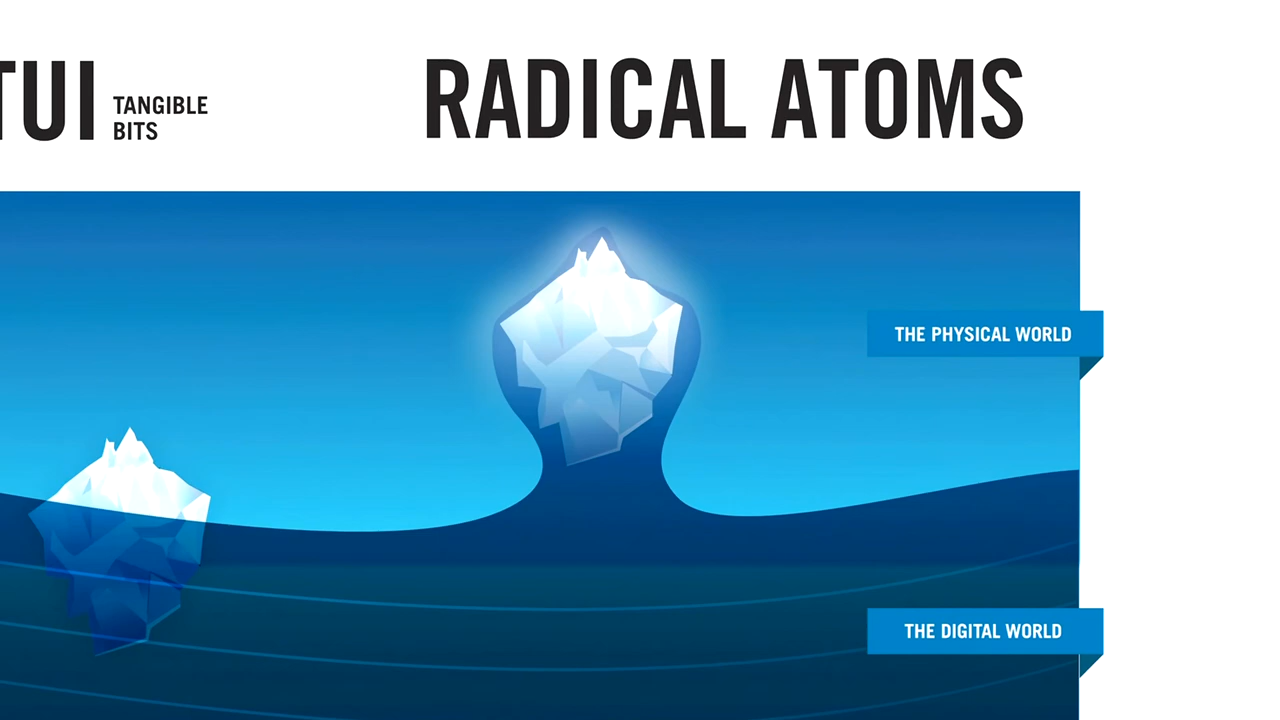 TUI
TANGIBLE
BITS
RADICAL ATOMS
THE PHYSICAL WORLD
THE DIGITAL WORLD